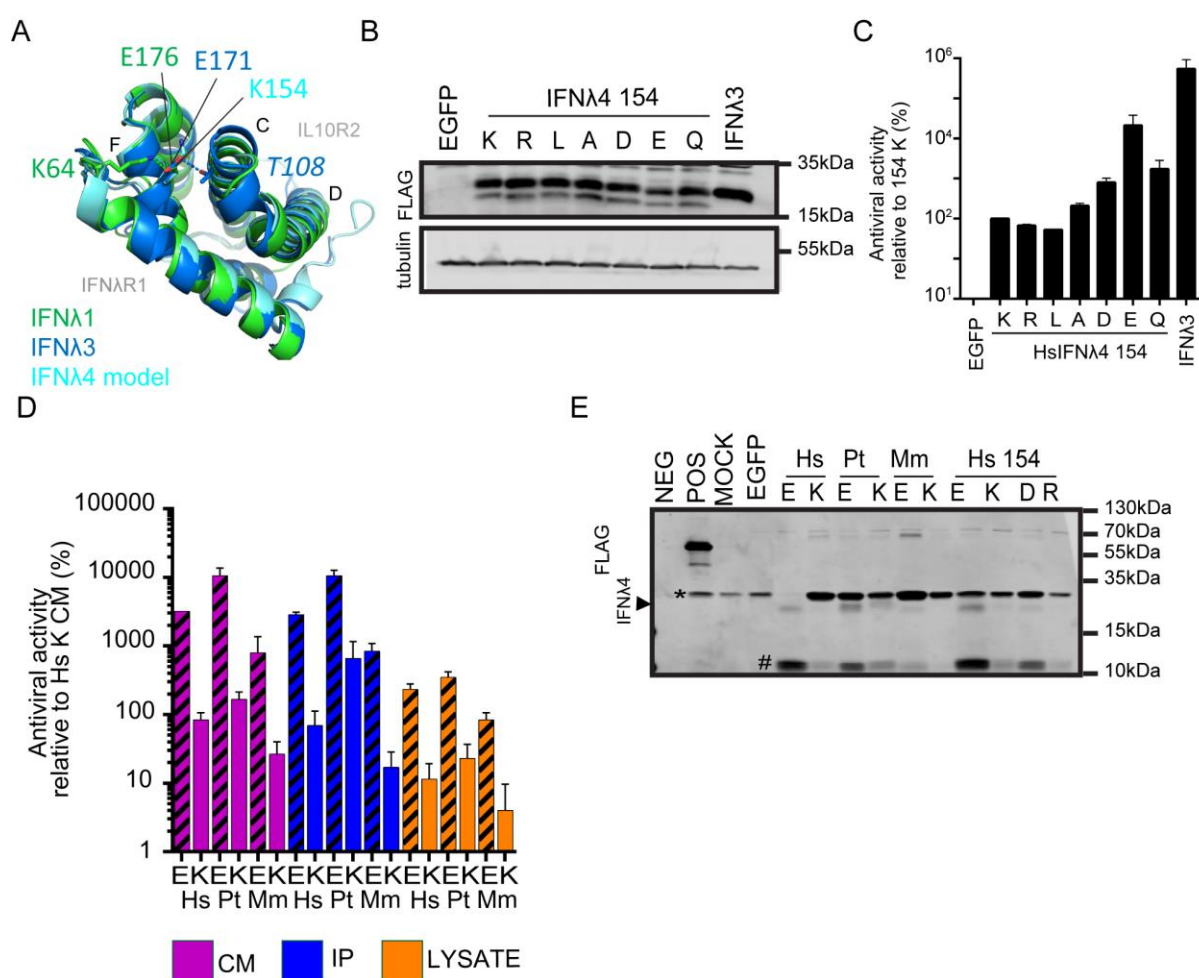 A
E176
E171
K154
C
IL10R2
F
K64
T108
D
IFNλR1
IFNλ1
IFNλ3
IFNλ4 model
B
EGFP
IFNλ4 154
K R L A D E Q
IFNλ3
FLAG
35kDa
15kDa
tubulin
55kDa
C
Antiviral activity
relative to 154 K (%)
10⁶
10⁴
10²
10¹
EGFP
K R L A D E Q
HsIFNλ4 154
IFNλ3
D
Antiviral activity
relative to Hs K CM (%)
100000
10000
1000
100
10
1
EKEKEKEKEKEKEKEKEK
Hs Pt Mm Hs Pt Mm Hs Pt Mm
CM IP LYSATE
E
NEG
POS
MOCK
EGFP
Hs Pt Mm Hs 154
E K E K E K E K D R
FLAG
IFNλ4
*
#
130kDa
70kDa
55kDa
35kDa
15kDa
10kDa